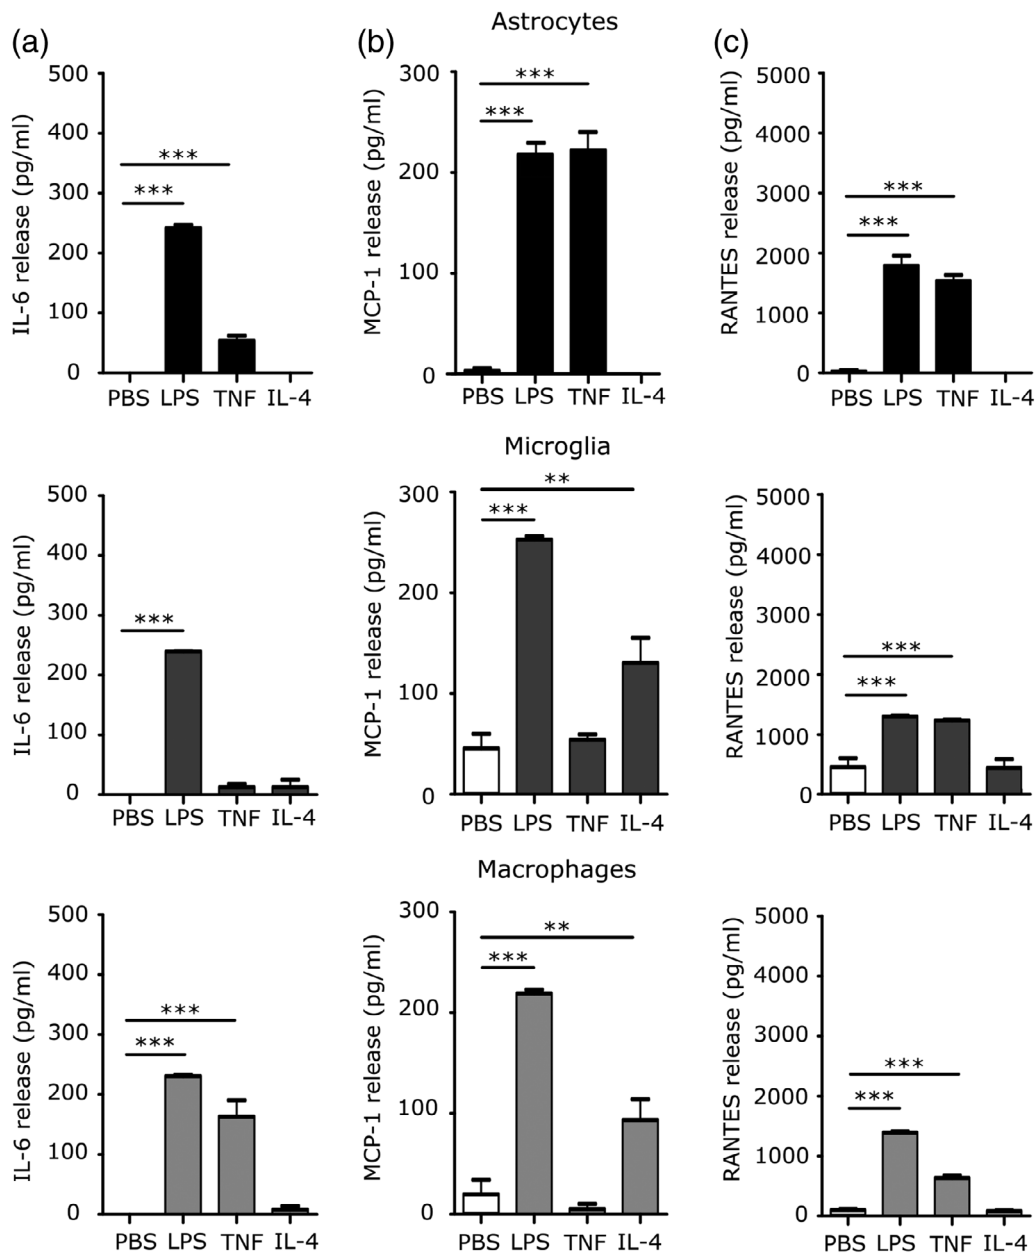 Astrocytes
(a)
(b)
(c)
IL-6 release (pg/ml)
500
400
300
200
100
0
***
***
PBS LPS TNF IL-4
MCP-1 release (pg/ml)
300
200
100
0
***
***
PBS LPS TNF IL-4
RANTES release (pg/ml)
5000
4000
3000
2000
1000
0
***
***
PBS LPS TNF IL-4
Microglia
IL-6 release (pg/ml)
500
400
300
200
100
0
***
PBS LPS TNF IL-4
MCP-1 release (pg/ml)
300
200
100
0
**
***
PBS LPS TNF IL-4
RANTES release (pg/ml)
5000
4000
3000
2000
1000
0
***
***
PBS LPS TNF IL-4
Macrophages
IL-6 release (pg/ml)
500
400
300
200
100
0
***
***
PBS LPS TNF IL-4
MCP-1 release (pg/ml)
300
200
100
0
**
***
PBS LPS TNF IL-4
RANTES release (pg/ml)
5000
4000
3000
2000
1000
0
***
***
PBS LPS TNF IL-4